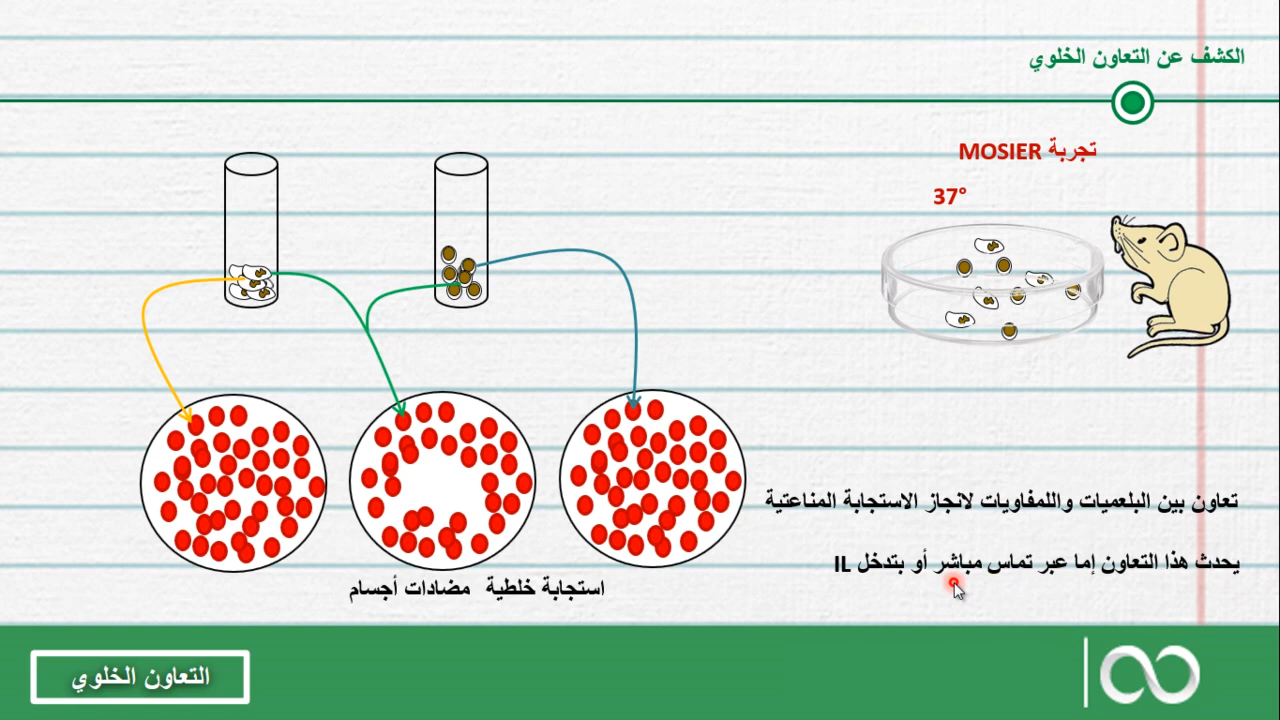 الكشف عن التعاون الخلوي
تجربة MOSIER
37°
تعاون بين البلعميات واللمفاويات لانجاز الاستجابة المناعتية
يحدث هذا التعاون إما عبر تماس مباشر أو بتدخل IL
استجابة خلطية مضادات أجسام
التعاون الخلوي